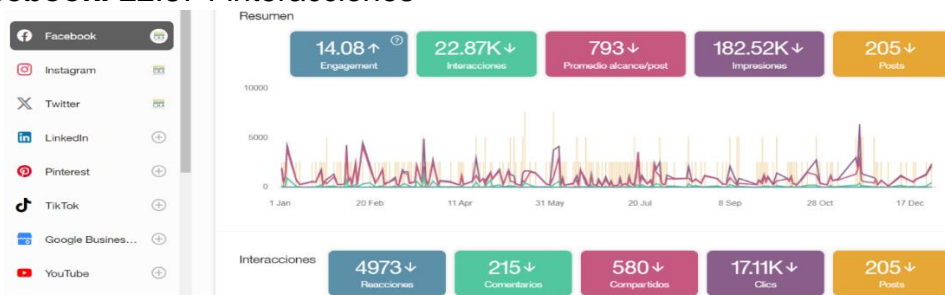 Resumen
Facebook
Instagram
Twitter
LinkedIn
Pinterest
TikTok
Google Busines...
YouTube
14.08↑ ?
Engagement
22.87K↓
Interacciones
793↓
Promedio alcance/post
182.52K↓
Impresiones
205↓
Posts
10000
5000
0
1 Jan 20 Feb 11 Apr 31 May 20 Jul 8 Sep 28 Oct 17 Dec
Interacciones
4973↓
Reacciones
215↓
Comentarios
580↓
Compartidos
17.11K↓
Clics
205↓
Posts